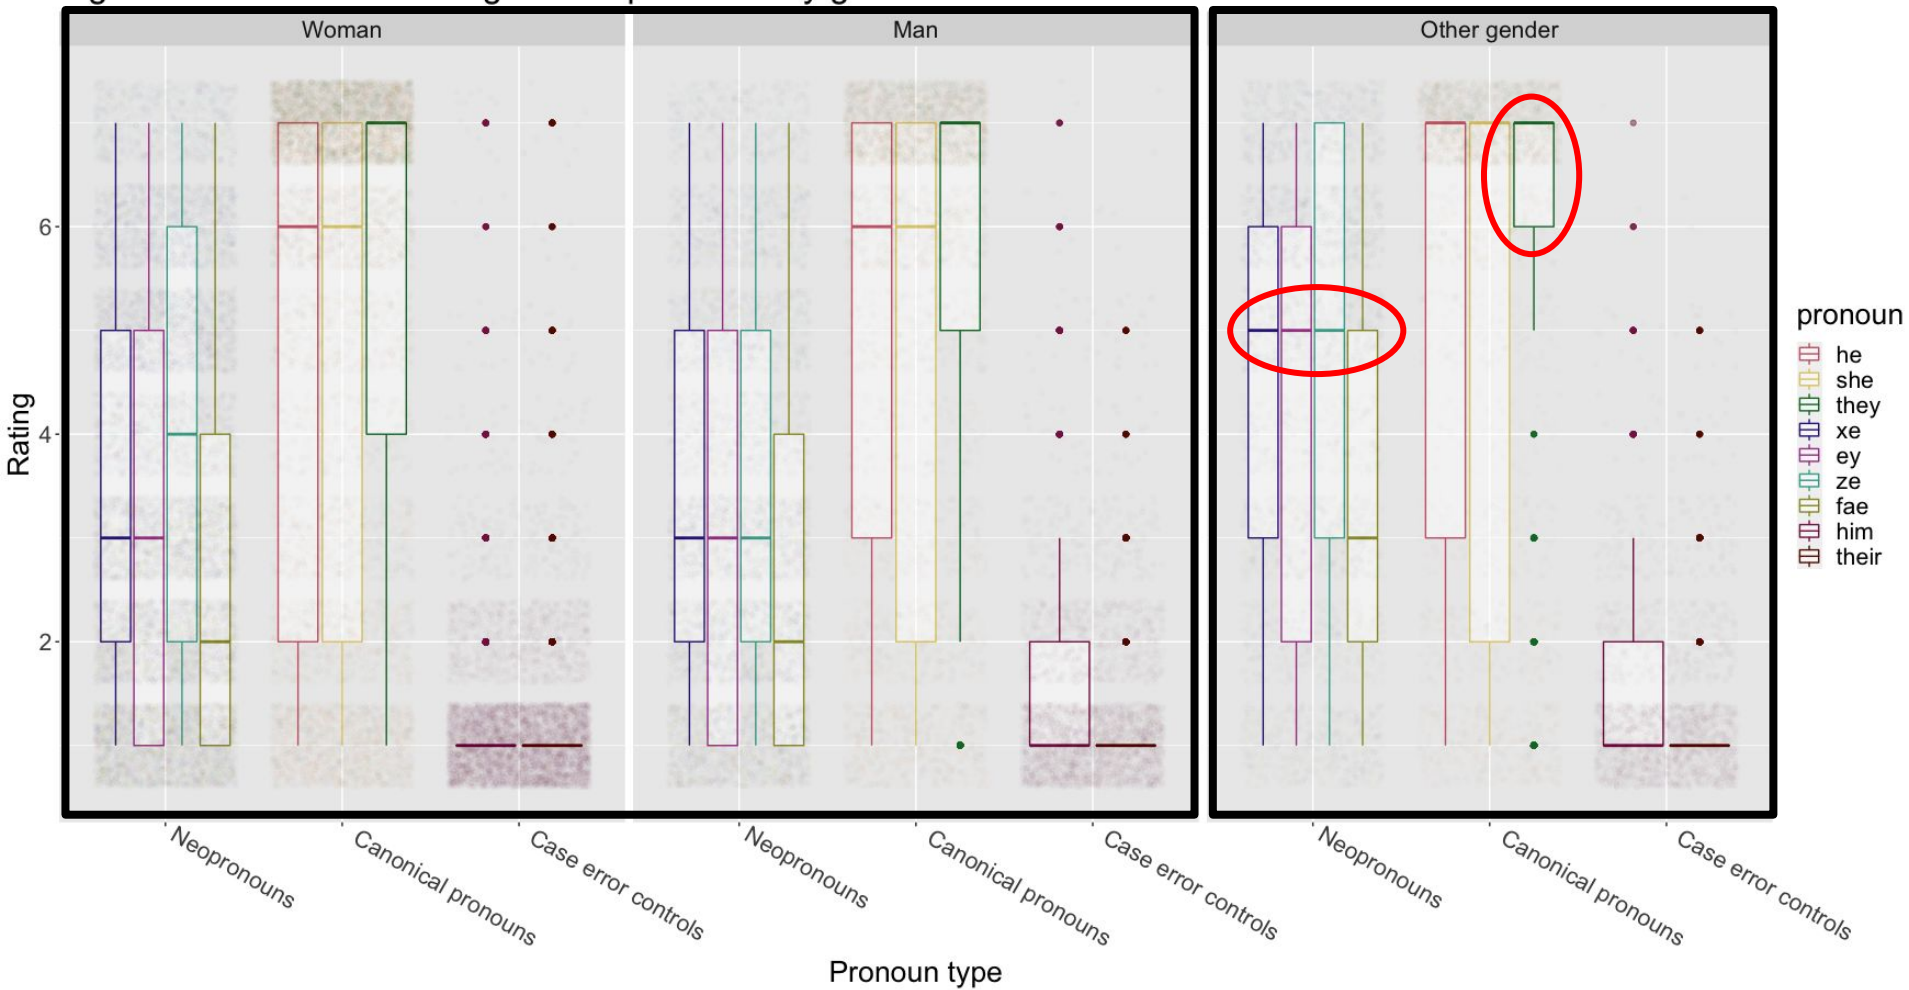 Woman
Man
Other gender
Rating
6
4
2
Neopronouns
Canonical pronouns
Case error controls
Neopronouns
Canonical pronouns
Case error controls
Neopronouns
Canonical pronouns
Case error controls
Pronoun type
pronoun
he
she
they
xe
ey
ze
fae
him
their